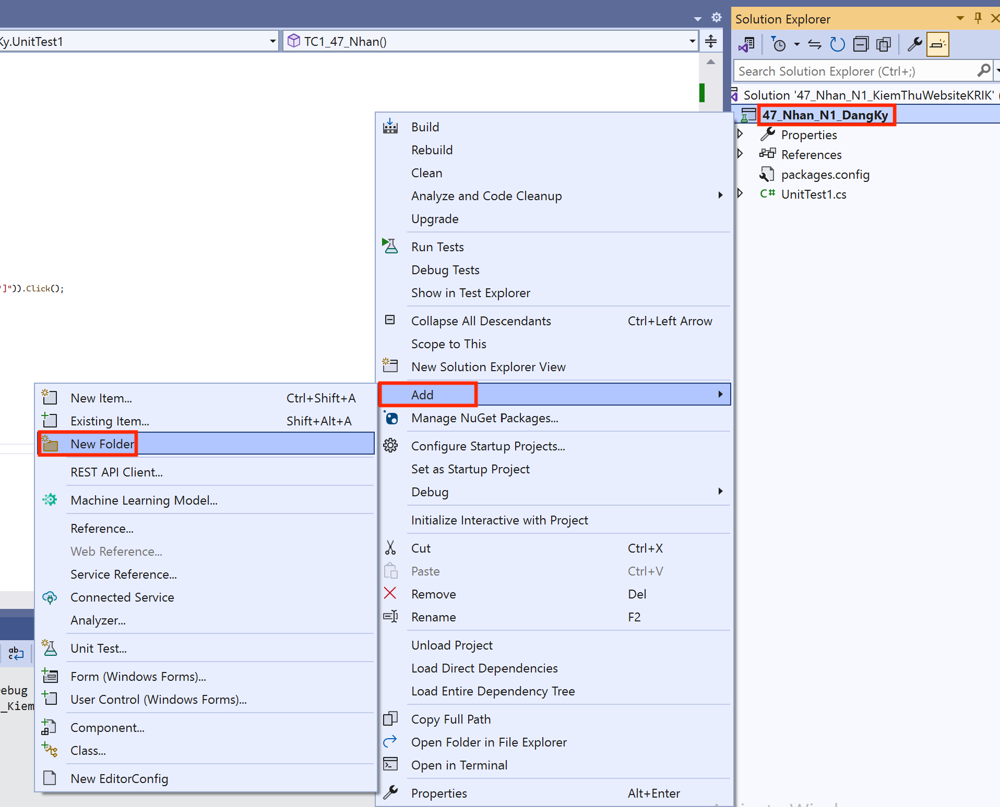 Solution Explorer
Ky.UnitTest1
TC1_47_Nhan()
Search Solution Explorer (Ctrl+;)
Solution '47_Nhan_N1_KiemThuWebsiteKRIK' (
47_Nhan_N1_DangKy
Properties
References
packages.config
C# UnitTest1.cs
Build
Rebuild
Clean
Analyze and Code Cleanup
Upgrade
Run Tests
Debug Tests
Show in Test Explorer
Collapse All Descendants Ctrl+Left Arrow
Scope to This
New Solution Explorer View
Add
Manage NuGet Packages...
Configure Startup Projects...
Set as Startup Project
Debug
Initialize Interactive with Project
Cut Ctrl+X
Paste Ctrl+V
Remove Del
Rename F2
Unload Project
Load Direct Dependencies
Load Entire Dependency Tree
Copy Full Path
Open Folder in File Explorer
Open in Terminal
Properties Alt+Enter
']")).Click();
New Item... Ctrl+Shift+A
Existing Item... Shift+Alt+A
New Folder
REST API Client...
Machine Learning Model...
Reference...
Web Reference...
Service Reference...
Connected Service
Analyzer...
Unit Test...
Form (Windows Forms)...
User Control (Windows Forms)...
Component...
Class...
New EditorConfig
ebug
_Kiem